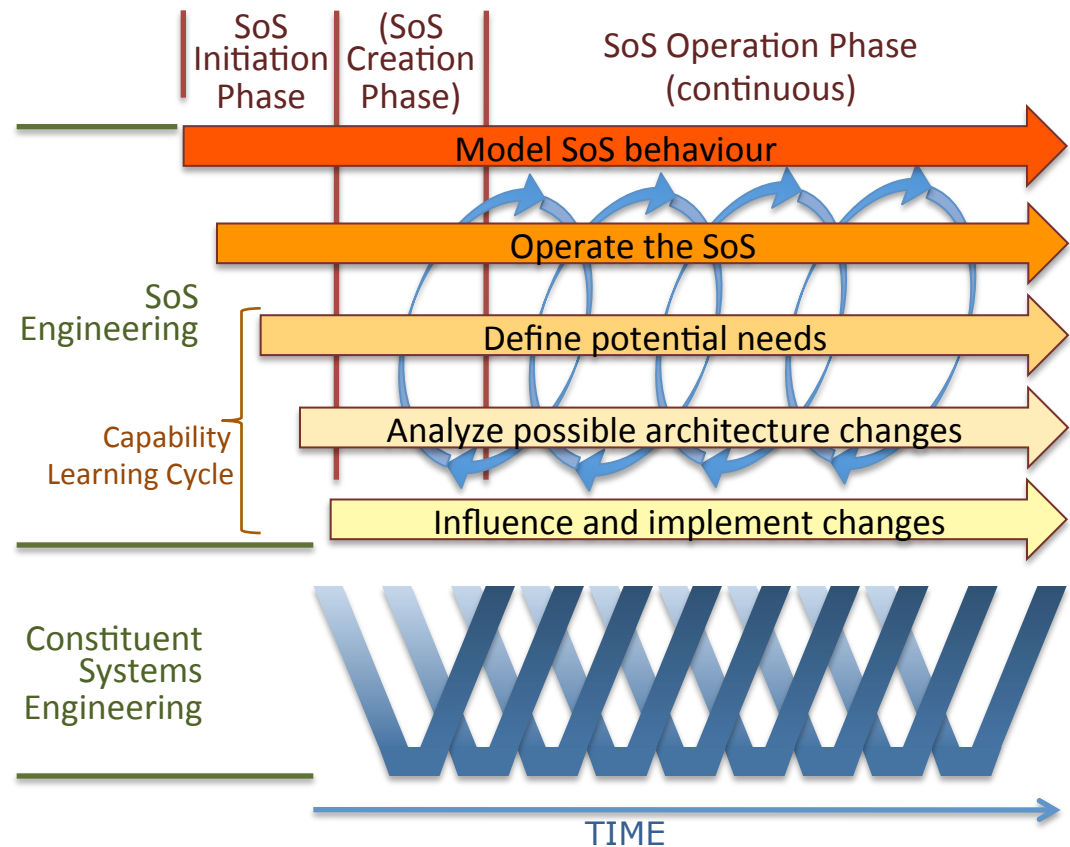 SoS
Initiation
Phase
(SoS
Creation
Phase)
SoS Operation Phase
(continuous)
Model SoS behaviour
Operate the SoS
SoS
Engineering
Define potential needs
Capability
Learning Cycle
Analyze possible architecture changes
Influence and implement changes
Constituent
Systems
Engineering
TIME